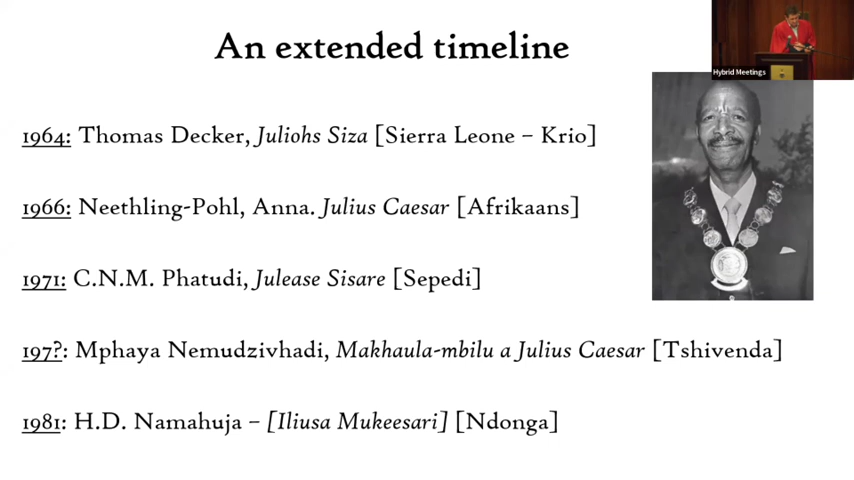 An extended timeline
Hybrid Meetings
1964: Thomas Decker, Juliohs Siza [Sierra Leone – Krio]
1966: Neethling-Pohl, Anna. Julius Caesar [Afrikaans]
1971: C.N.M. Phatudi, Julease Sisare [Sepedi]
197?: Mphaya Nemudzivhadi, Makhaula-mbilu a Julius Caesar [Tshivenda]
1981: H.D. Namahuja – [Iliusa Mukeesari] [Ndonga]